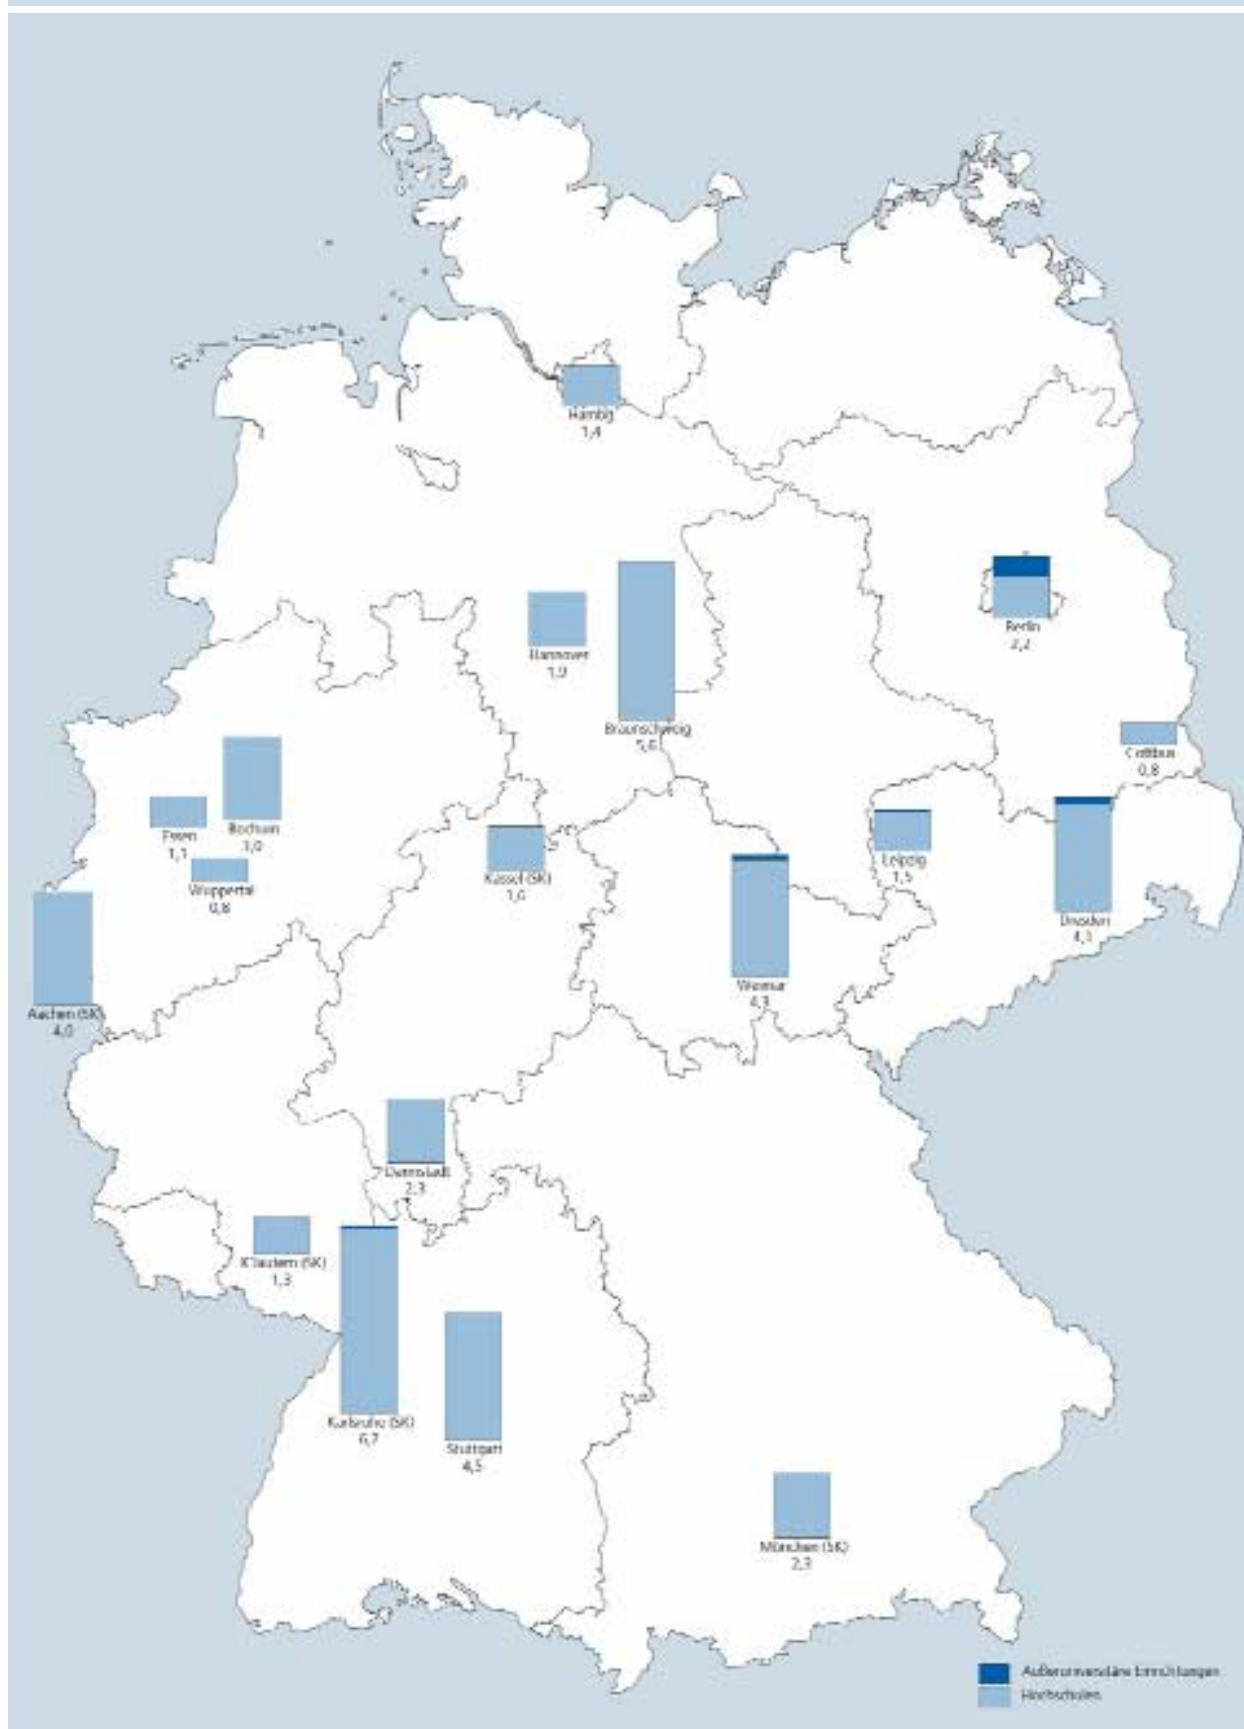 Hambg
1,4
Berlin
2,2
Hannover
1,9
Braunschweig
5,6
Cottbus
0,8
Essen
1,1
Bochum
3,0
Wuppertal
0,8
Kassel (SK)
1,6
Leipzig
1,5
Dresden
4,1
Weimar
4,3
Aachen (SK)
4,0
Darmstadt
2,3
K'lautern (SK)
1,3
Karlsruhe (SK)
6,7
Stuttgart
4,5
München (SK)
2,3
Außeruniversitäre Einrichtungen
Hochschulen